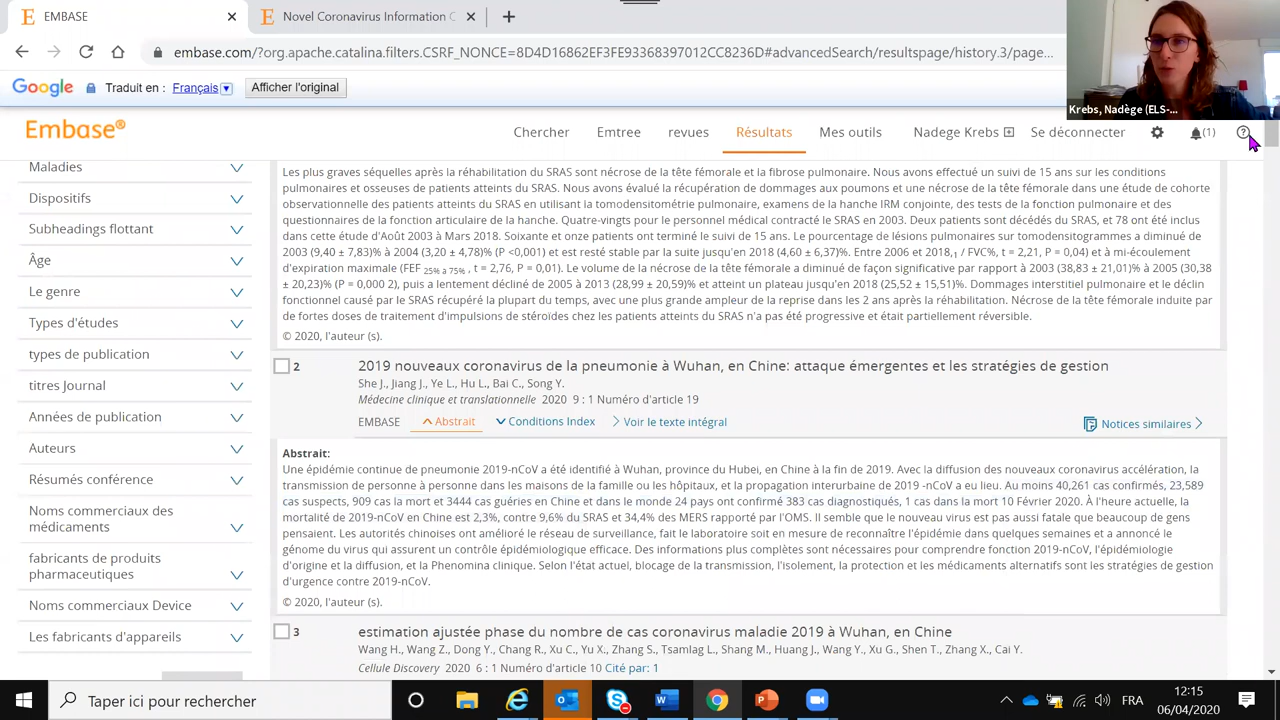 EMBASE
Novel Coronavirus Information C
embase.com/?org.apache.catalina.filters.CSRF_NONCE=8D4D16862EF3FE93368397012CC8236D#advancedSearch/resultspage/history.3/page...
Google Traduit en : Français Afficher l'original
Krebs, Nadège (ELS-...
Embase®
Chercher Emtree revues Résultats Mes outils Nadege Krebs Se déconnecter (1)
Maladies
Dispositifs
Subheadings flottant
Âge
Le genre
Types d'études
types de publication
titres Journal
Années de publication
Auteurs
Résumés conférence
Noms commerciaux des
médicaments
fabricants de produits
pharmaceutiques
Noms commerciaux Device
Les fabricants d'appareils
Les plus graves séquelles après la réhabilitation du SRAS sont nécrose de la tête fémorale et la fibrose pulmonaire. Nous avons effectué un suivi de 15 ans sur les conditions
pulmonaires et osseuses de patients atteints du SRAS. Nous avons évalué la récupération de dommages aux poumons et une nécrose de la tête fémorale dans une étude de cohorte
observationnelle des patients atteints du SRAS en utilisant la tomodensitométrie pulmonaire, examens de la hanche IRM conjointe, des tests de la fonction pulmonaire et des
questionnaires de la fonction articulaire de la hanche. Quatre-vingts pour le personnel médical contracté le SRAS en 2003. Deux patients sont décédés du SRAS, et 78 ont été inclus
dans cette étude d'Août 2003 à Mars 2018. Soixante et onze patients ont terminé le suivi de 15 ans. Le pourcentage de lésions pulmonaires sur tomodensitogrammes a diminué de
2003 (9,40 ± 7,83)% à 2004 (3,20 ± 4,78)% (P <0,001) et est resté stable par la suite jusqu'en 2018 (4,60 ± 6,37)%. Entre 2006 et 2018,₁ / FVC%, t = 2,21, P = 0,04) et à mi-écoulement
d'expiration maximale (FEF 25% à 75% , t = 2,76, P = 0,01). Le volume de la nécrose de la tête fémorale a diminué de façon significative par rapport à 2003 (38,83 ± 21,01)% à 2005 (30,38
± 20,23)% (P = 0,000 2), puis a lentement décliné de 2005 à 2013 (28,99 ± 20,59)% et atteint un plateau jusqu'en 2018 (25,52 ± 15,51)%. Dommages interstitiel pulmonaire et le déclin
fonctionnel causé par le SRAS récupéré la plupart du temps, avec une plus grande ampleur de la reprise dans les 2 ans après la réhabilitation. Nécrose de la tête fémorale induite par
de fortes doses de traitement d'impulsions de stéroïdes chez les patients atteints du SRAS n'a pas été progressive et était partiellement réversible.
© 2020, l'auteur (s).
2 2019 nouveaux coronavirus de la pneumonie à Wuhan, en Chine: attaque émergentes et les stratégies de gestion
She J., Jiang J., Ye L., Hu L., Bai C., Song Y.
Médecine clinique et translationnelle 2020 9 : 1 Numéro d'article 19
EMBASE Abstrait Conditions Index Voir le texte intégral Notices similaires
Abstrait:
Une épidémie continue de pneumonie 2019-nCoV a été identifié à Wuhan, province du Hubei, en Chine à la fin de 2019. Avec la diffusion des nouveaux coronavirus accélération, la
transmission de personne à personne dans les maisons de la famille ou les hôpitaux, et la propagation interurbaine de 2019 -nCoV a eu lieu. Au moins 40,261 cas confirmés, 23,589
cas suspects, 909 cas la mort et 3444 cas guéries en Chine et dans le monde 24 pays ont confirmé 383 cas diagnostiqués, 1 cas dans la mort 10 Février 2020. À l'heure actuelle, la
mortalité de 2019-nCoV en Chine est 2,3%, contre 9,6% du SRAS et 34,4% des MERS rapporté par l'OMS. Il semble que le nouveau virus est pas aussi fatale que beaucoup de gens
pensaient. Les autorités chinoises ont amélioré le réseau de surveillance, fait le laboratoire soit en mesure de reconnaître l'épidémie dans quelques semaines et a annoncé le
génome du virus qui assurent un contrôle épidémiologique efficace. Des informations plus complètes sont nécessaires pour comprendre fonction 2019-nCoV, l'épidémiologie
origine et la diffusion, et la Phenomina clinique. Selon l'état actuel, blocage de la transmission, l'isolement, la protection et les médicaments alternatifs sont les stratégies de gestion
d'urgence contre 2019-nCoV.
© 2020, l'auteur (s).
3 estimation ajustée phase du nombre de cas coronavirus maladie 2019 à Wuhan, en Chine
Wang H., Wang Z., Dong Y., Chang R., Xu C., Yu X., Zhang S., Tsamlag L., Shang M., Huang J., Wang Y., Xu G., Shen T., Zhang X., Cai Y.
Cellule Discovery 2020 6 : 1 Numéro d'article 10 Cité par: 1
Taper ici pour rechercher
FRA
12:15
06/04/2020